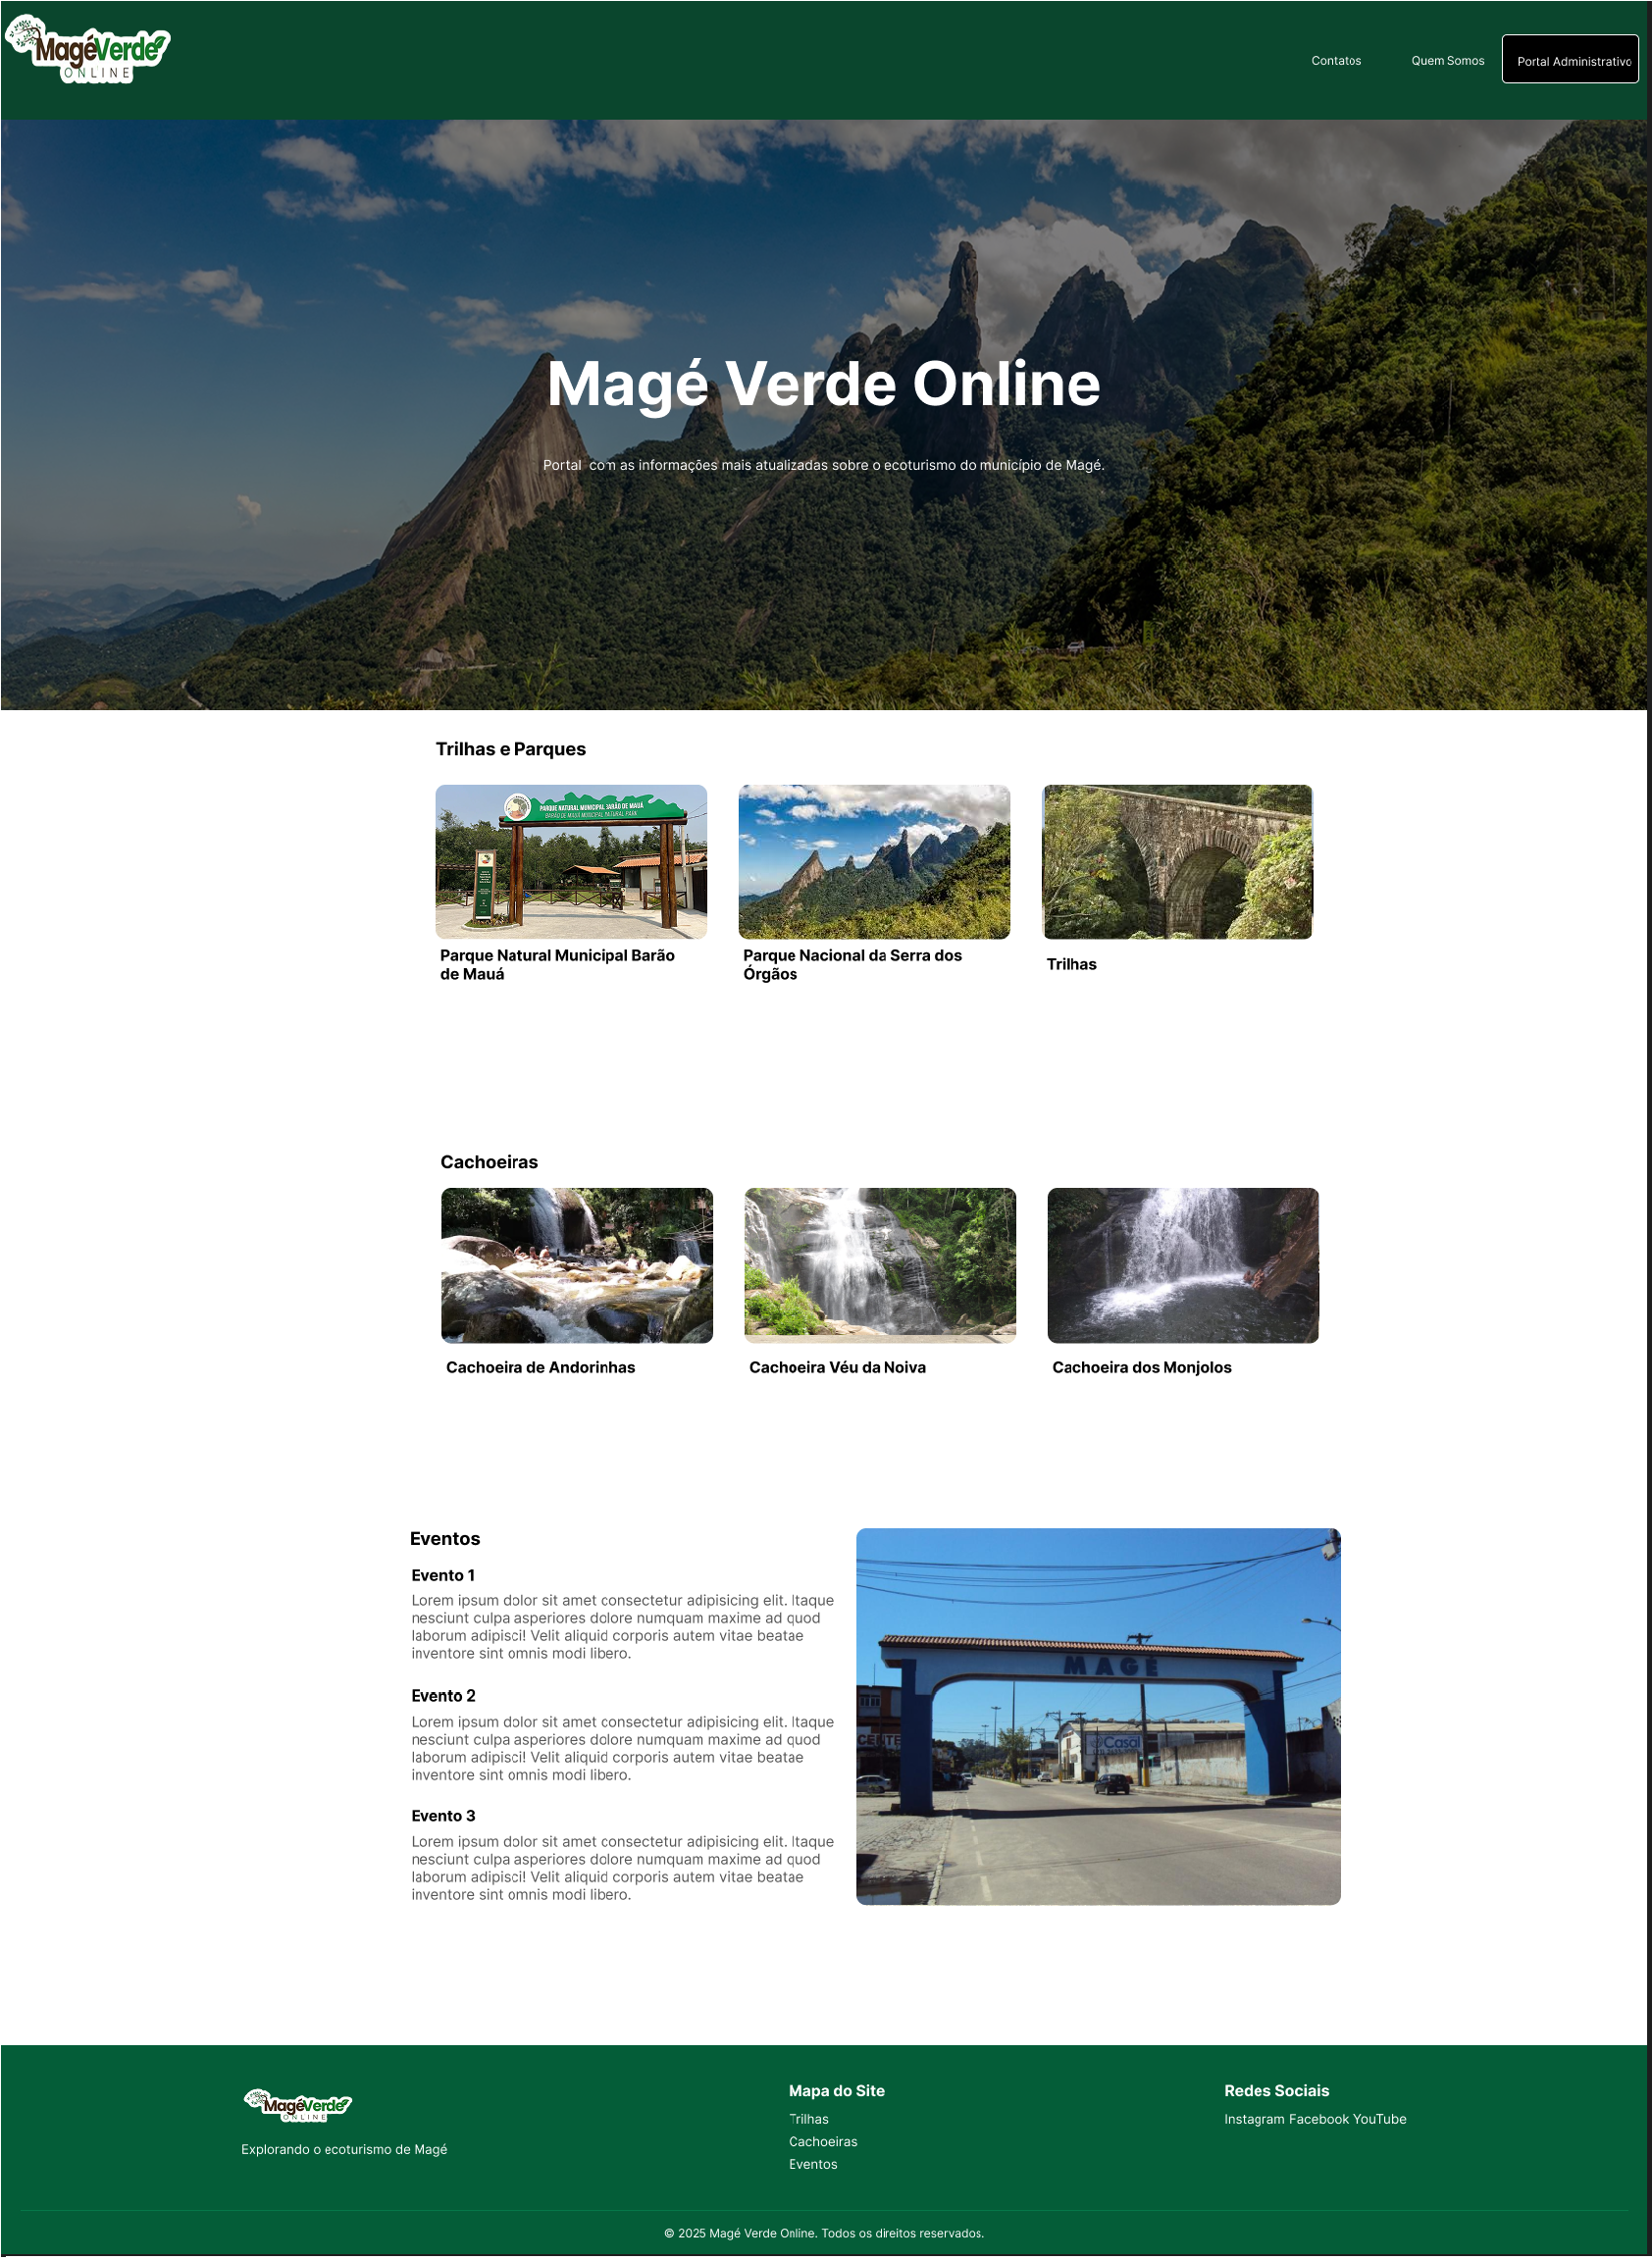 MagéVerde
ONLINE
Contatos
Quem Somos
Portal Administrativo
Magé Verde Online
Portal com as informações mais atualizadas sobre o ecoturismo do município de Magé.
Trilhas e Parques
PARQUE NATURAL MUNICIPAL BARÃO DE MAUÁ
BARÃO DE MAUÁ MUNICIPAL NATURAL PARK
Parque Natural Municipal Barão
de Mauá
Parque Nacional da Serra dos
Órgãos
Trilhas
Cachoeiras
Cachoeira de Andorinhas
Cachoeira Véu da Noiva
Cachoeira dos Monjolos
Eventos
Evento 1
Lorem ipsum dolor sit amet consectetur adipisicing elit. Itaque
nesciunt culpa asperiores dolore numquam maxime ad quod
laborum adipisci! Velit aliquid corporis autem vitae beatae
inventore sint omnis modi libero.
Evento 2
Lorem ipsum dolor sit amet consectetur adipisicing elit. Itaque
nesciunt culpa asperiores dolore numquam maxime ad quod
laborum adipisci! Velit aliquid corporis autem vitae beatae
inventore sint omnis modi libero.
Evento 3
Lorem ipsum dolor sit amet consectetur adipisicing elit. Itaque
nesciunt culpa asperiores dolore numquam maxime ad quod
laborum adipisci! Velit aliquid corporis autem vitae beatae
inventore sint omnis modi libero.
MAGÉ
CENTE
Casal
MagéVerde
ONLINE
Explorando o ecoturismo de Magé
Mapa do Site
Trilhas
Cachoeiras
Eventos
Redes Sociais
Instagram Facebook YouTube
© 2025 Magé Verde Online. Todos os direitos reservados.